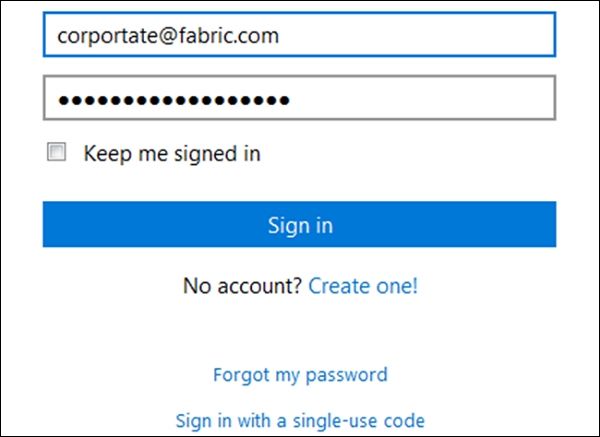 corportate@fabric.com
●●●●●●●●●●●●●●●●●●
Keep me signed in
Sign in
No account? Create one!
Forgot my password
Sign in with a single-use code